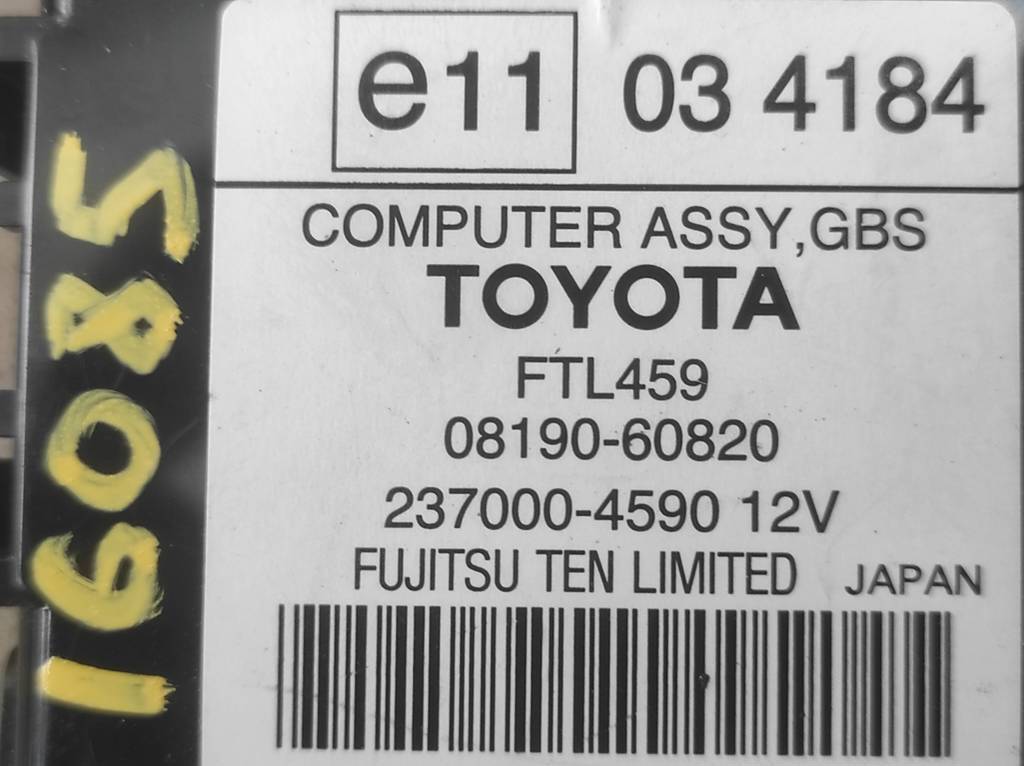 e11 03 4184
COMPUTER ASSY,GBS
TOYOTA
FTL459
08190-60820
237000-4590 12V
FUJITSU TEN LIMITED JAPAN
16085